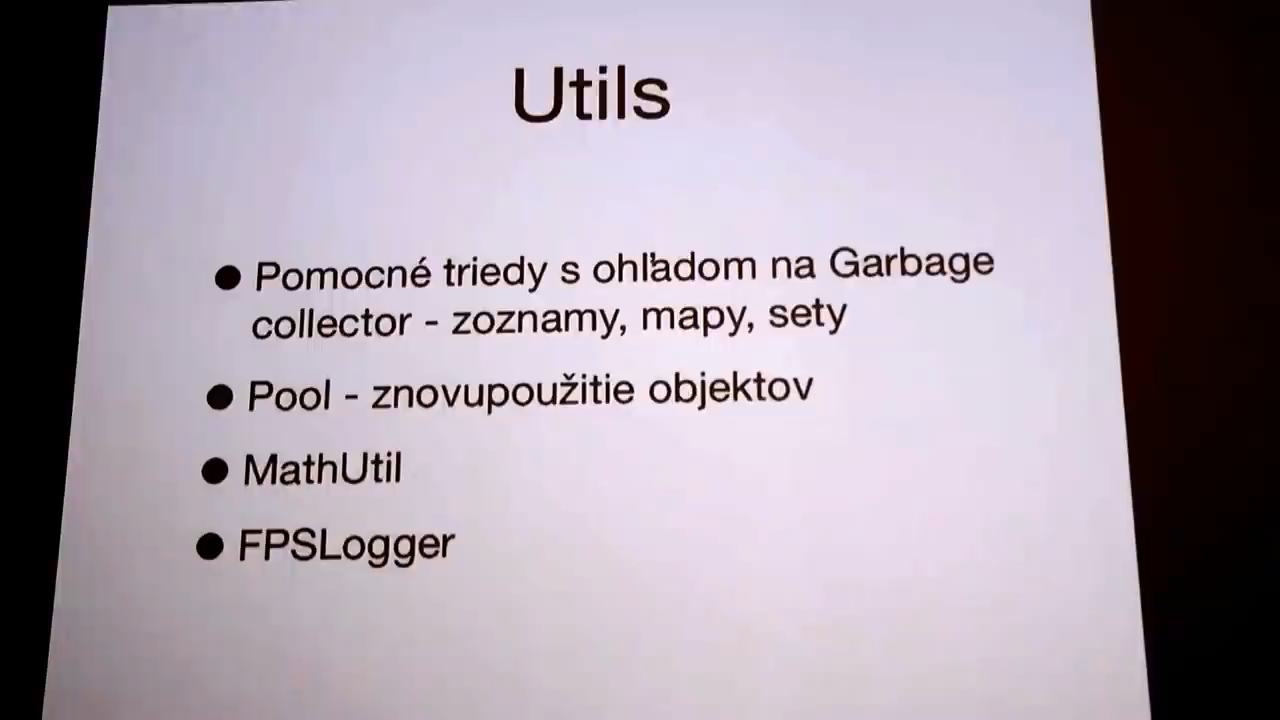 Utils
● Pomocné triedy s ohľadom na Garbage
collector - zoznamy, mapy, sety
● Pool - znovupoužitie objektov
● MathUtil
● FPSLogger